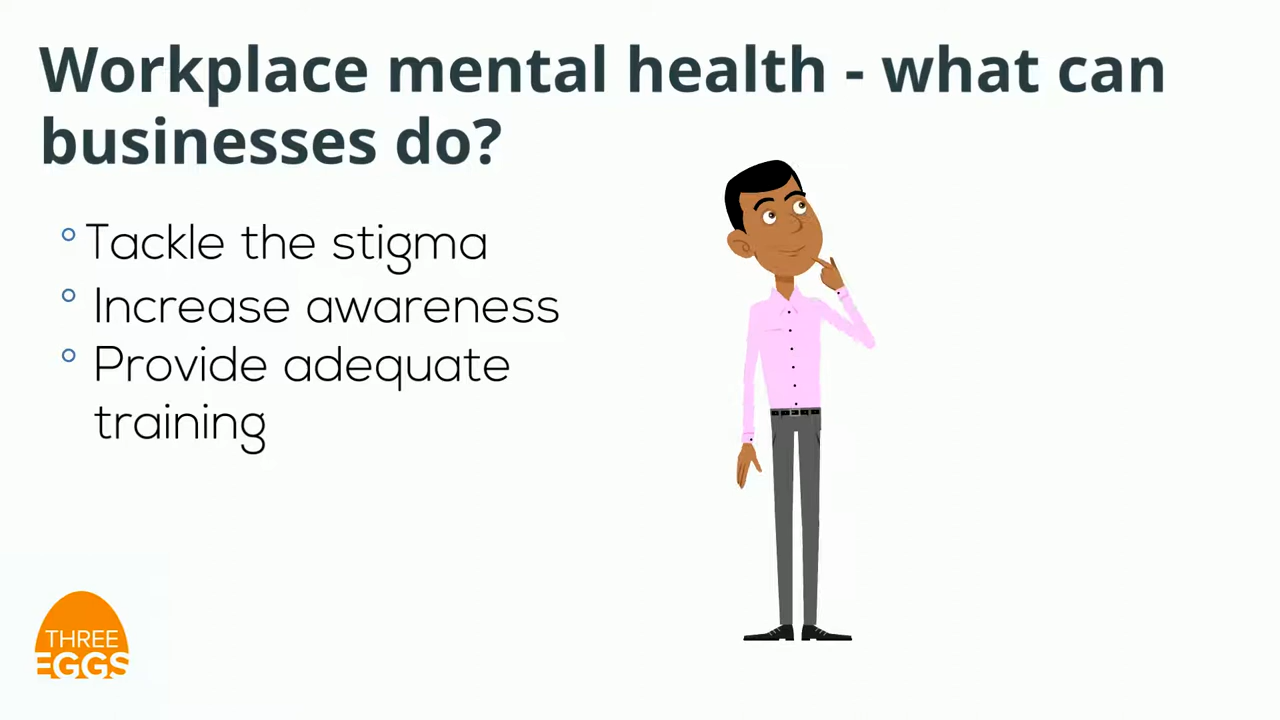 Workplace mental health - what can
businesses do?
Tackle the stigma
Increase awareness
Provide adequate
training
THREE
EGGS